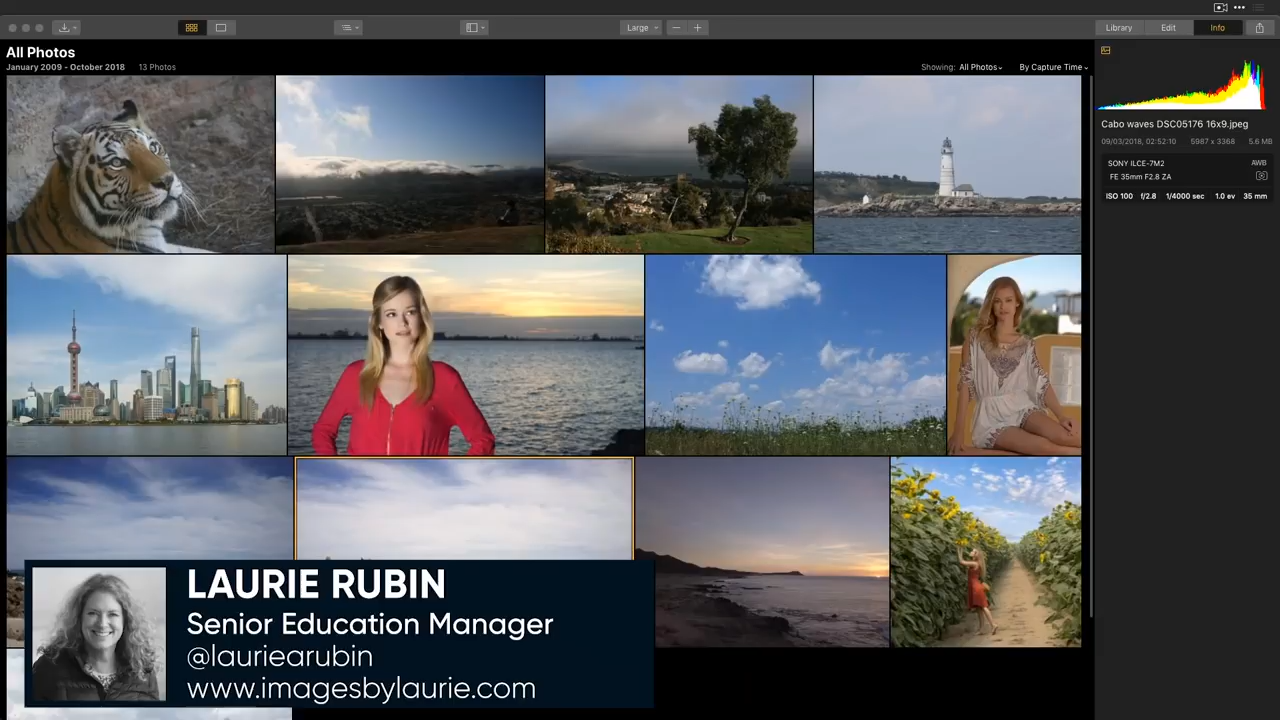 Large
Library
Edit
Info
All Photos
January 2009 - October 2018
13 Photos
Showing: All Photos
By Capture Time
Cabo waves DSC05176 16x9.jpeg
09/03/2018, 02:52:10
5987 x 3368
5.6 MB
SONY ILCE-7M2
AWB
FE 35mm F2.8 ZA
ISO 100
f/2.8
1/4000 sec
1.0 ev
35 mm
LAURIE RUBIN
Senior Education Manager
@lauriearubin
www.imagesbylaurie.com